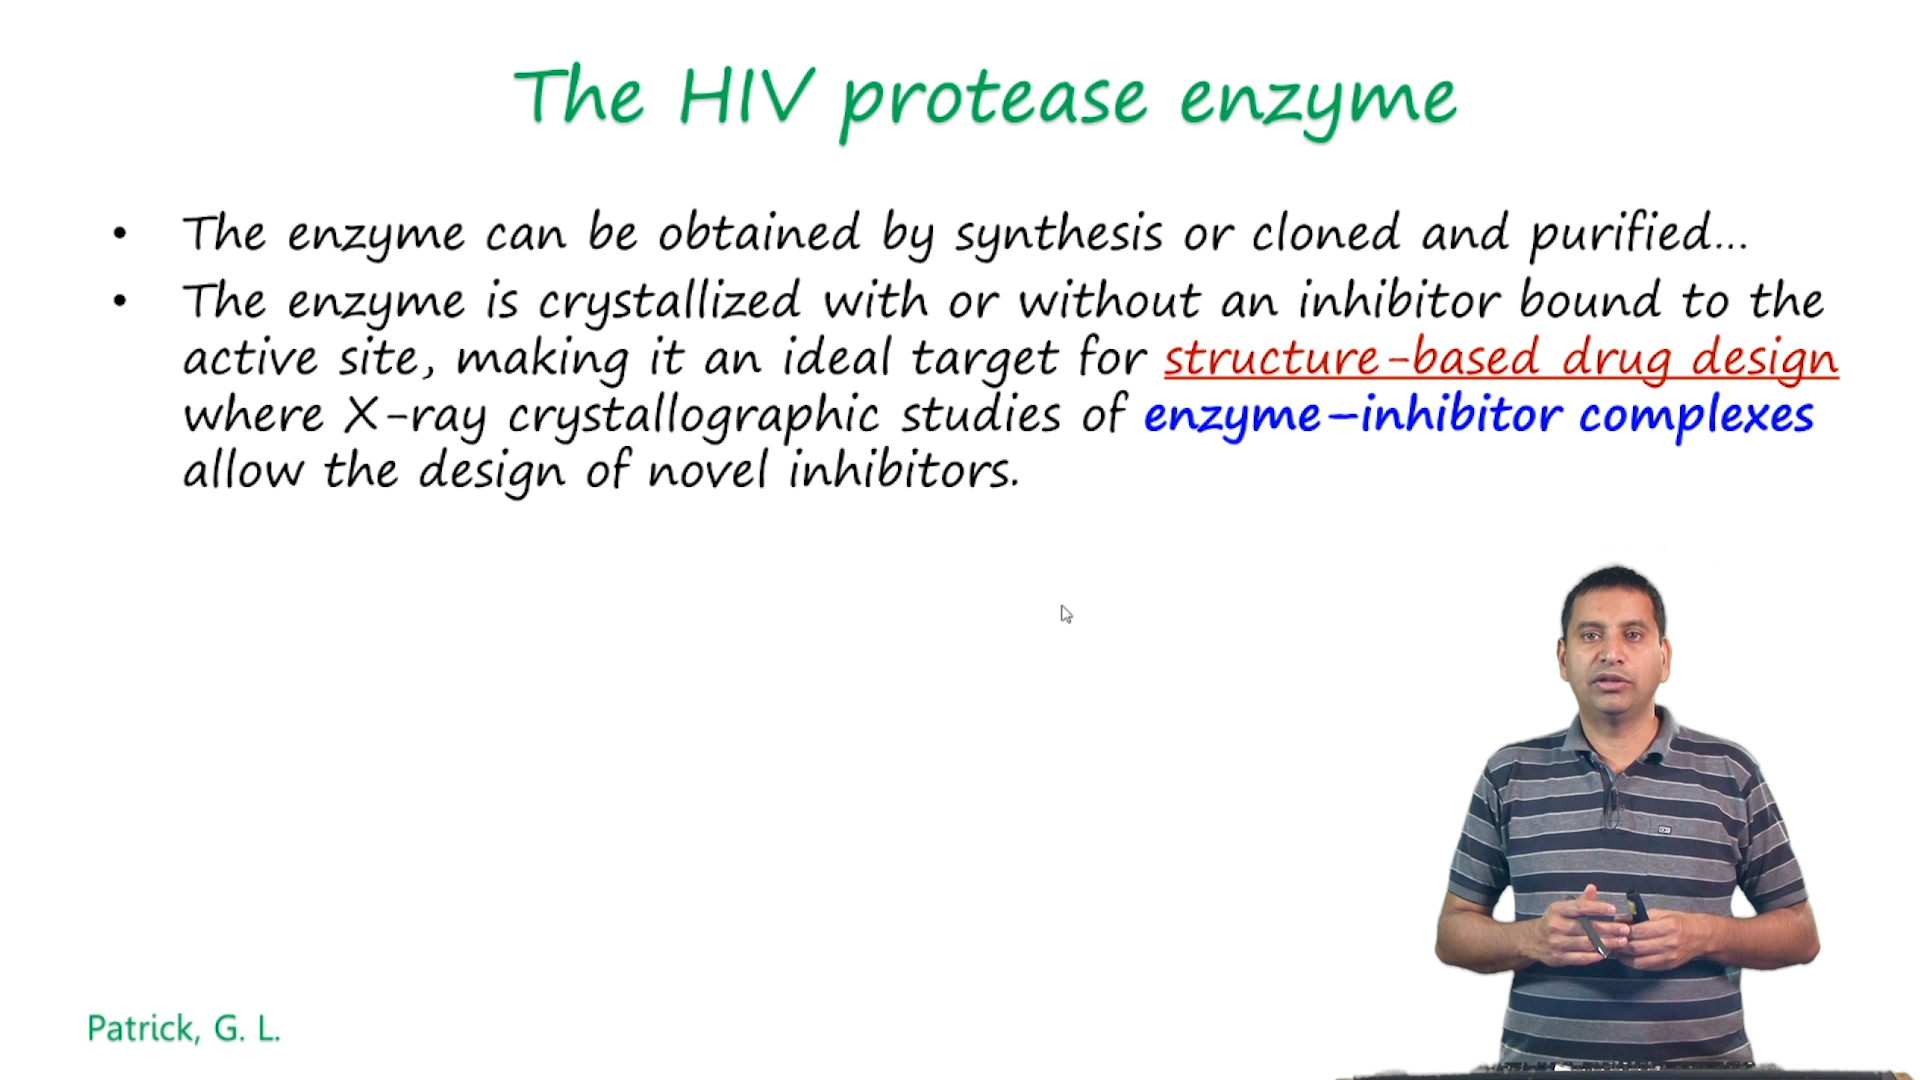 The HIV protease enzyme
• The enzyme can be obtained by synthesis or cloned and purified...
• The enzyme is crystallized with or without an inhibitor bound to the
active site, making it an ideal target for structure-based drug design
where X-ray crystallographic studies of enzyme–inhibitor complexes
allow the design of novel inhibitors.
Patrick, G. L.